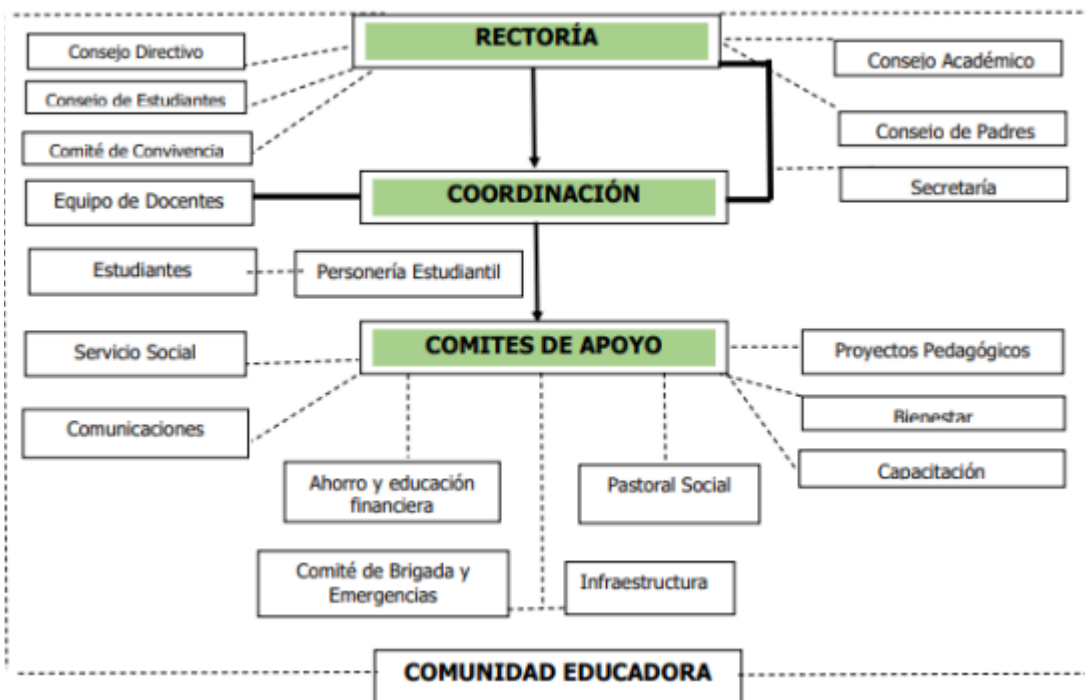 RECTORÍA
Consejo Directivo
Consejo Académico
Consejo de Estudiantes
Consejo de Padres
Comité de Convivencia
Secretaría
Equipo de Docentes
COORDINACIÓN
Estudiantes
Personería Estudiantil
COMITES DE APOYO
Servicio Social
Proyectos Pedagógicos
Comunicaciones
Bienestar
Capacitación
Ahorro y educación
financiera
Pastoral Social
Comité de Brigada y
Emergencias
Infraestructura
COMUNIDAD EDUCADORA